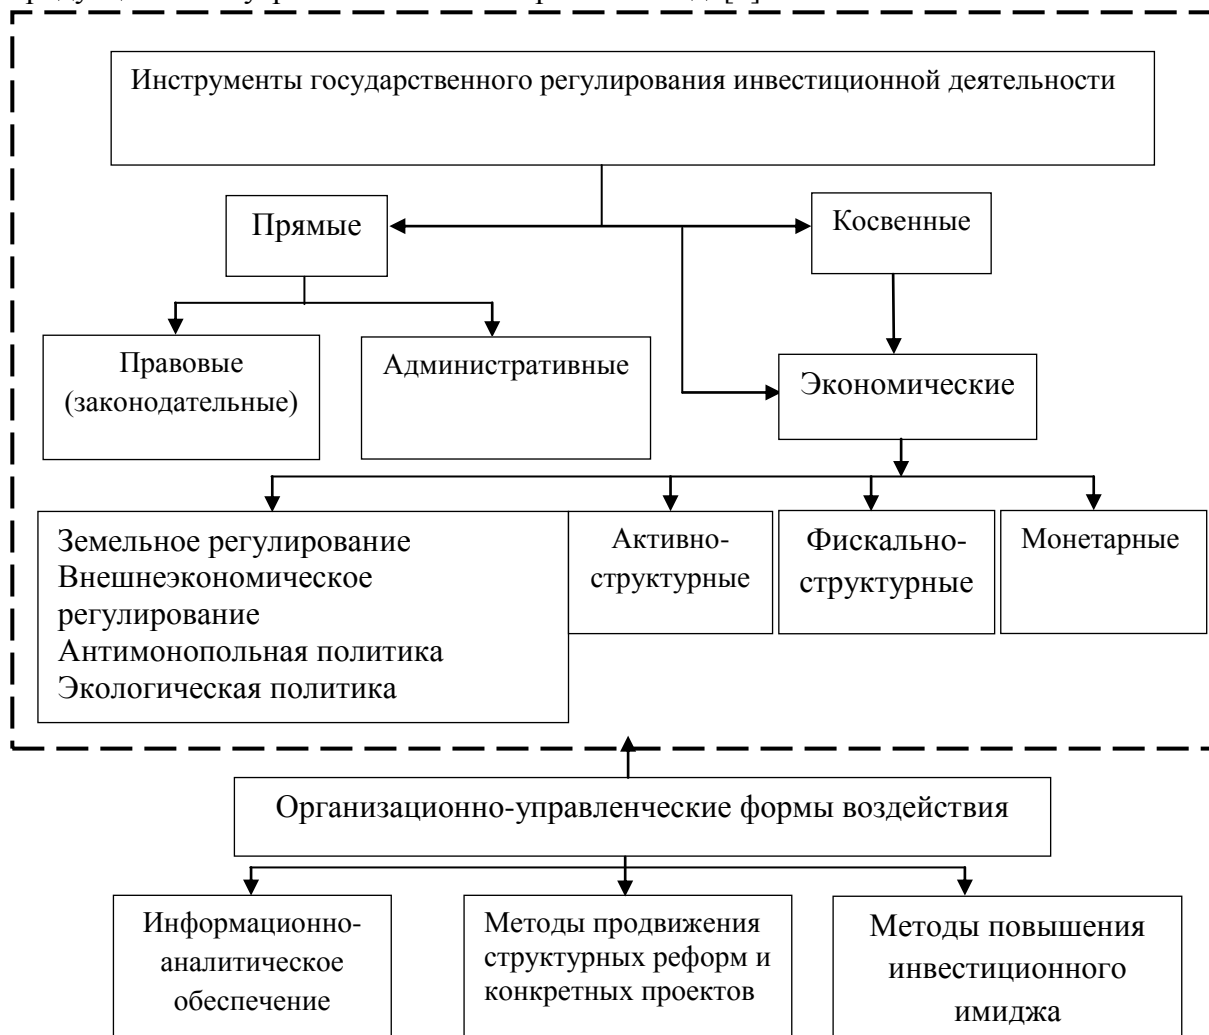 Инструменты государственного регулирования инвестиционной деятельности
Прямые
Косвенные
Правовые
(законодательные)
Административные
Экономические
Земельное регулирование
Внешнеэкономическое
регулирование
Антимонопольная политика
Экологическая политика
Активно-
структурные
Фискально-
структурные
Монетарные
Организационно-управленческие формы воздействия
Информационно-
аналитическое
обеспечение
Методы продвижения
структурных реформ и
конкретных проектов
Методы повышения
инвестиционного
имиджа